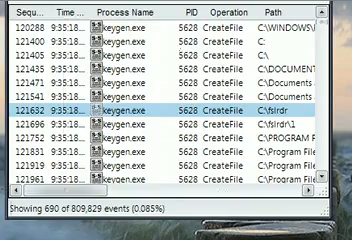 Sequ... Time ... Process Name PID Operation Path
120288 9:35:18... keygen.exe 5628 CreateFile C:\WINDOWS\
121400 9:35:18... keygen.exe 5628 CreateFile C:
121405 9:35:18... keygen.exe 5628 CreateFile C:\
121435 9:35:18... keygen.exe 5628 CreateFile C:\DOCUMENT
121471 9:35:18... keygen.exe 5628 CreateFile C:\Documents
121541 9:35:18... keygen.exe 5628 CreateFile C:\Documents
121632 9:35:18... keygen.exe 5628 CreateFile C:\fslrdr
121696 9:35:18... keygen.exe 5628 CreateFile C:\fslrdr\1
121752 9:35:18... keygen.exe 5628 CreateFile C:\PROGRAM F
121831 9:35:18... keygen.exe 5628 CreateFile C:\Program File
121919 9:35:18... keygen.exe 5628 CreateFile C:\Program File
121961 9:35:18... keygen.exe 5628 CreateFile C:\Program File
Showing 690 of 809,829 events (0.085%)